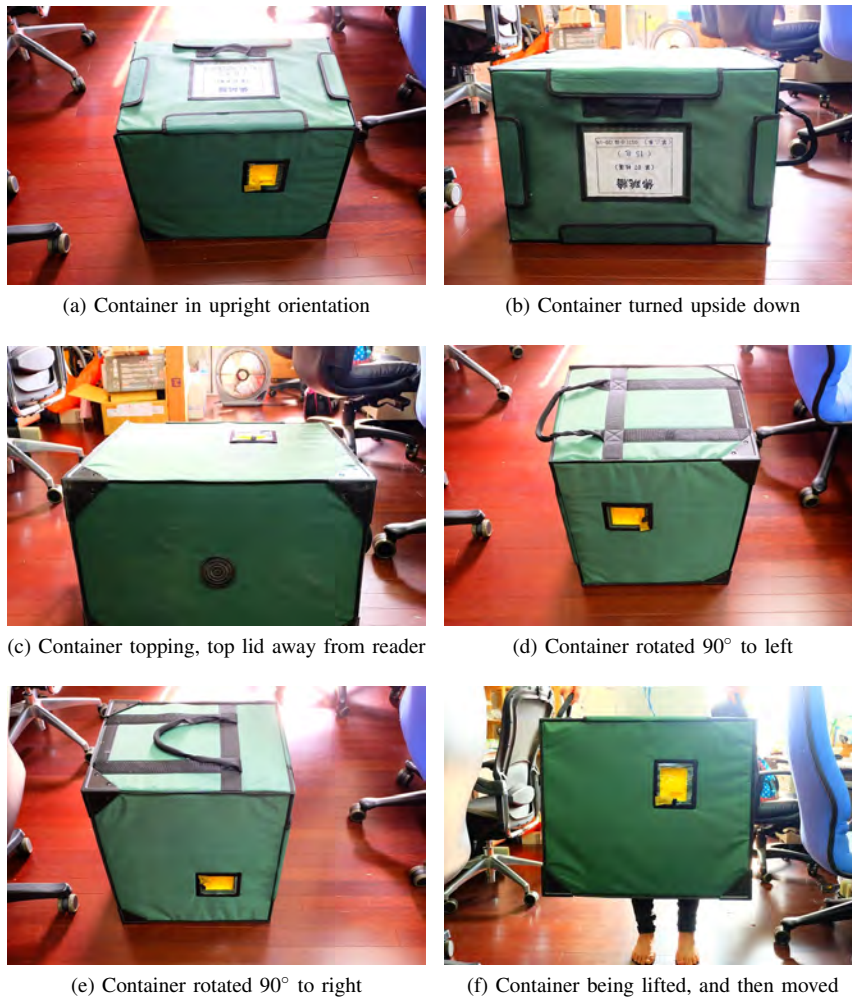 (a) Container in upright orientation
(b) Container turned upside down
(c) Container topping, top lid away from reader
(d) Container rotated 90° to left
(e) Container rotated 90° to right
(f) Container being lifted, and then moved